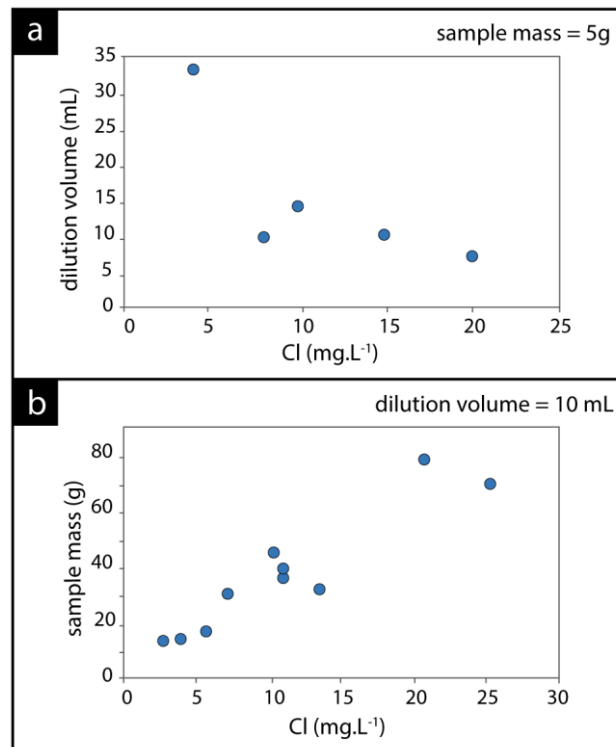 a
sample mass = 5g
35
30
25
20
15
10
5
0
dilution volume (mL)
0 5 10 15 20 25
Cl (mg.L⁻¹)
b
dilution volume = 10 mL
80
60
40
20
0
sample mass (g)
0 5 10 15 20 25 30
Cl (mg.L⁻¹)